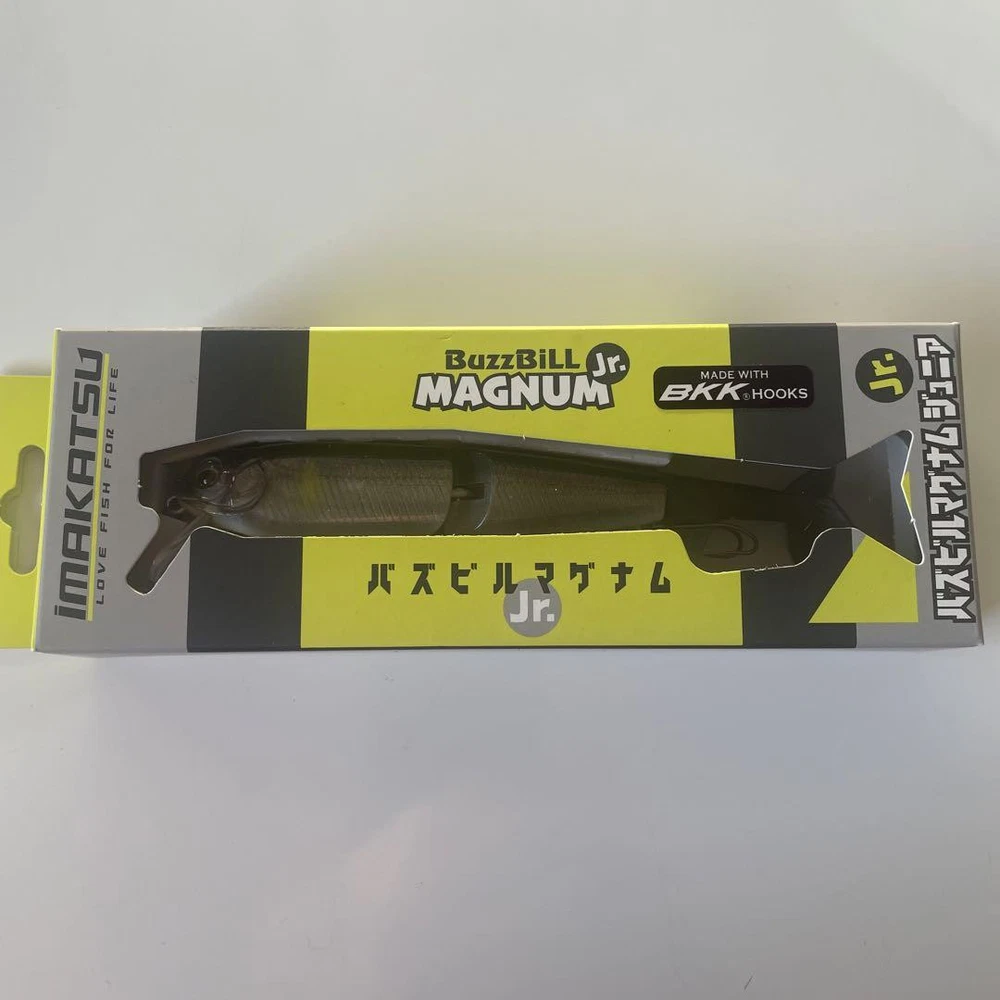 iMAKATSU
LOVE FISH FOR LIFE
BUZZBILL
MAGNUM Jr.
MADE WITH
BKK® HOOKS
バズビルマグナム
Jr.
Jr.
バズビルマグナムジュニア